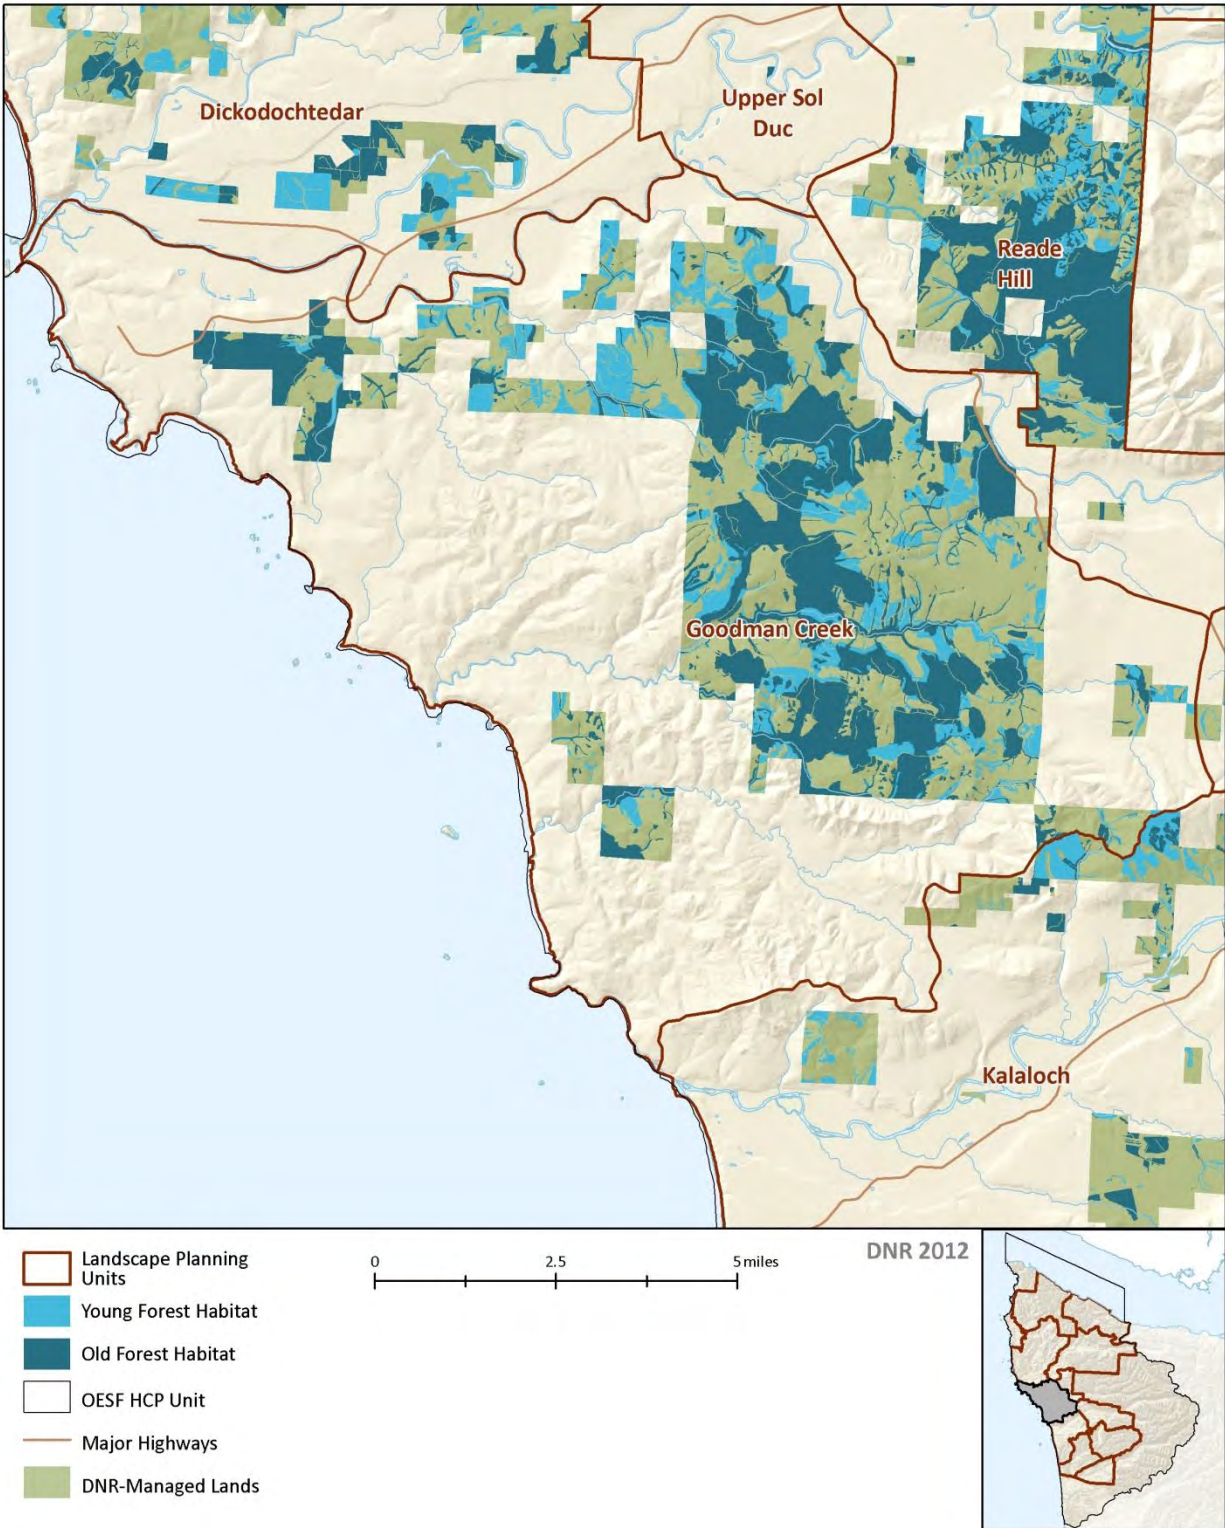 Dickodochtedar
Upper Sol
Duc
Reade
Hill
Goodman Creek
Kalaloch
DNR 2012
Landscape Planning
Units
Young Forest Habitat
Old Forest Habitat
OESF HCP Unit
Major Highways
DNR-Managed Lands
0 2.5 5 miles